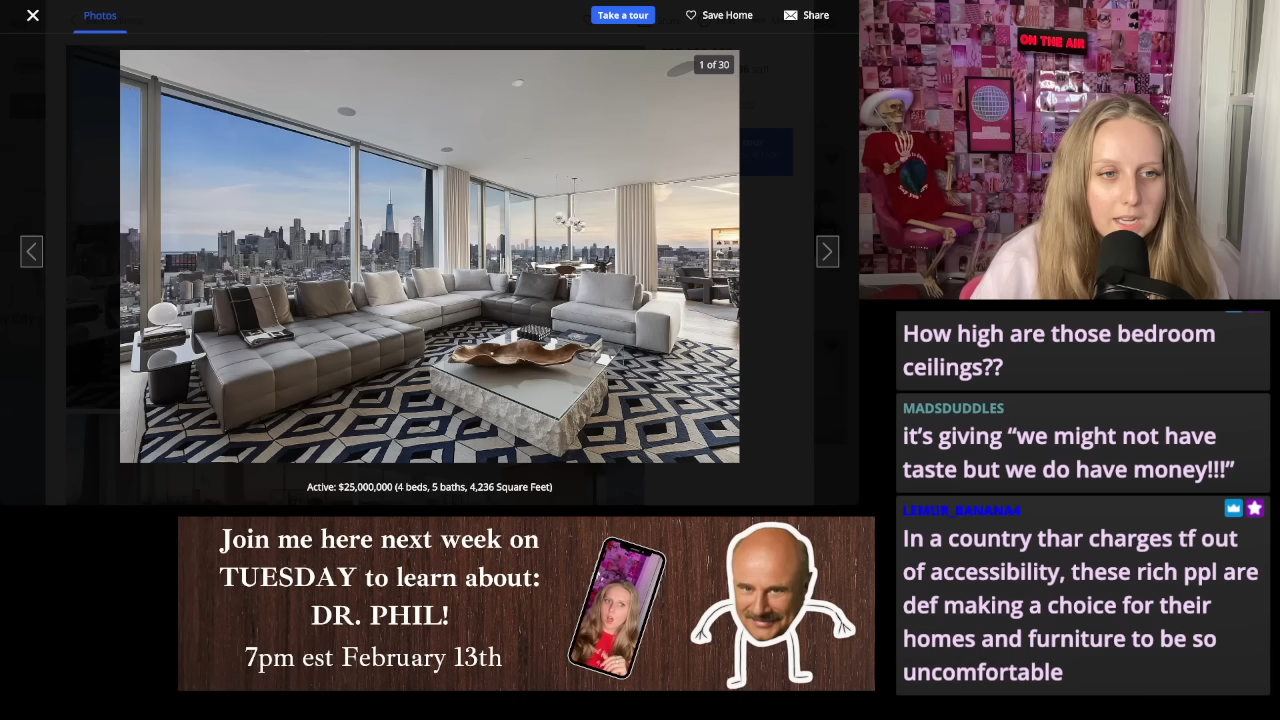 Photos
Take a tour
Save Home
Share
1 of 30
ON THE AIR
Active: $25,000,000 (4 beds, 5 baths, 4,236 Square Feet)
How high are those bedroom
ceilings??
MADSDUDDLES
it’s giving “we might not have
taste but we do have money!!!”
LEMUR_BANANA4
In a country thar charges tf out
of accessibility, these rich ppl are
def making a choice for their
homes and furniture to be so
uncomfortable
Join me here next week on
TUESDAY to learn about:
DR. PHIL!
7pm est February 13th